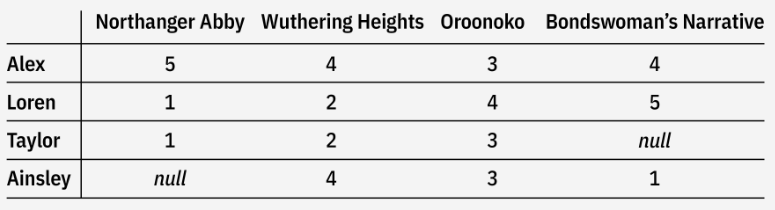 Northanger Abby Wuthering Heights Oroonoko Bondswoman’s Narrative
Alex 5 4 3 4
Loren 1 2 4 5
Taylor 1 2 3 null
Ainsley null 4 3 1